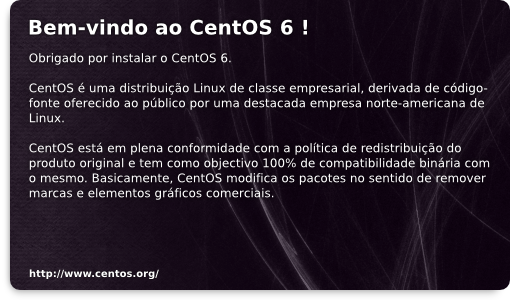 Bem-vindo ao CentOS 6 !
Obrigado por instalar o CentOS 6.
CentOS é uma distribuição Linux de classe empresarial, derivada de código-
fonte oferecido ao público por uma destacada empresa norte-americana de
Linux.
CentOS está em plena conformidade com a política de redistribuição do
produto original e tem como objectivo 100% de compatibilidade binária com
o mesmo. Basicamente, CentOS modifica os pacotes no sentido de remover
marcas e elementos gráficos comerciais.
http://www.centos.org/